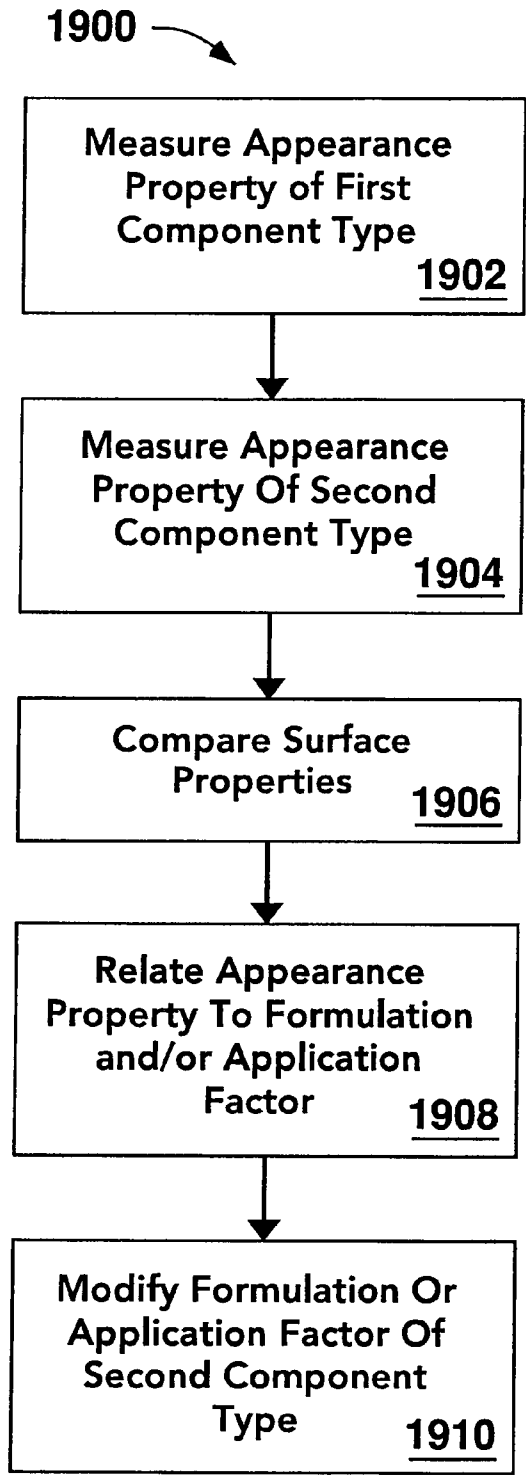 1900
Measure Appearance
Property of First
Component Type
1902
Measure Appearance
Property Of Second
Component Type
1904
Compare Surface
Properties
1906
Relate Appearance
Property To Formulation
and/or Application
Factor
1908
Modify Formulation Or
Application Factor Of
Second Component
Type
1910